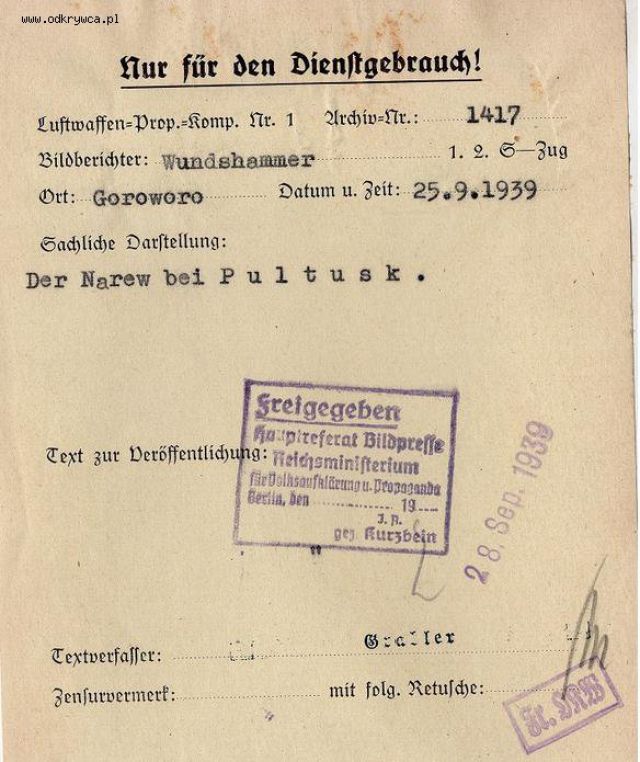 www.odkrywca.pl
Nur für den Dienstgebrauch!
Luftwaffen=Prop.=Komp. Nr. 1 Archiv=Nr.: 1417
Bildberichter: Wundshammer 1. 2. S—Zug
Ort: Goroworo Datum u. Zeit: 25.9.1939
Sachliche Darstellung:
Der Narew bei Pultusk.
Freigegeben
Hauptreferat Bildpresse
Reichsministerium
für Volksaufklärung u. Propaganda
Berlin, den 19
I. A.
gez. Kurzbein
Text zur Veröffentlichung:
28. Sep. 1939
"
Textverfasser: Graller
Zensurvermerk: mit folg. Retusche:
Fr. OKW